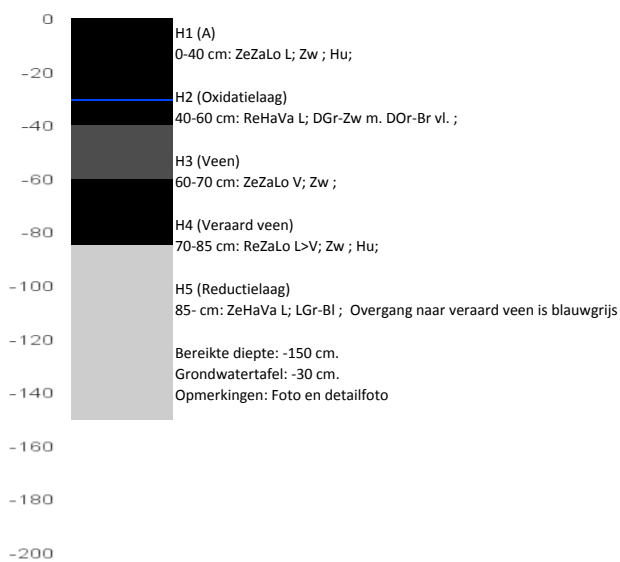 0
-20
-40
-60
-80
-100
-120
-140
-160
-180
-200
H1 (A)
0-40 cm: ZeZaLo L; Zw ; Hu;
H2 (Oxidatielaag)
40-60 cm: ReHaVa L; DGr-Zw m. DOr-Br vl. ;
H3 (Veen)
60-70 cm: ZeZaLo V; Zw ;
H4 (Veraard veen)
70-85 cm: ReZaLo L>V; Zw ; Hu;
H5 (Reductielaag)
85- cm: ZeHaVa L; LGr-Bl ; Overgang naar veraard veen is blauwgrijs
Bereikte diepte: -150 cm.
Grondwatertafel: -30 cm.
Opmerkingen: Foto en detailfoto